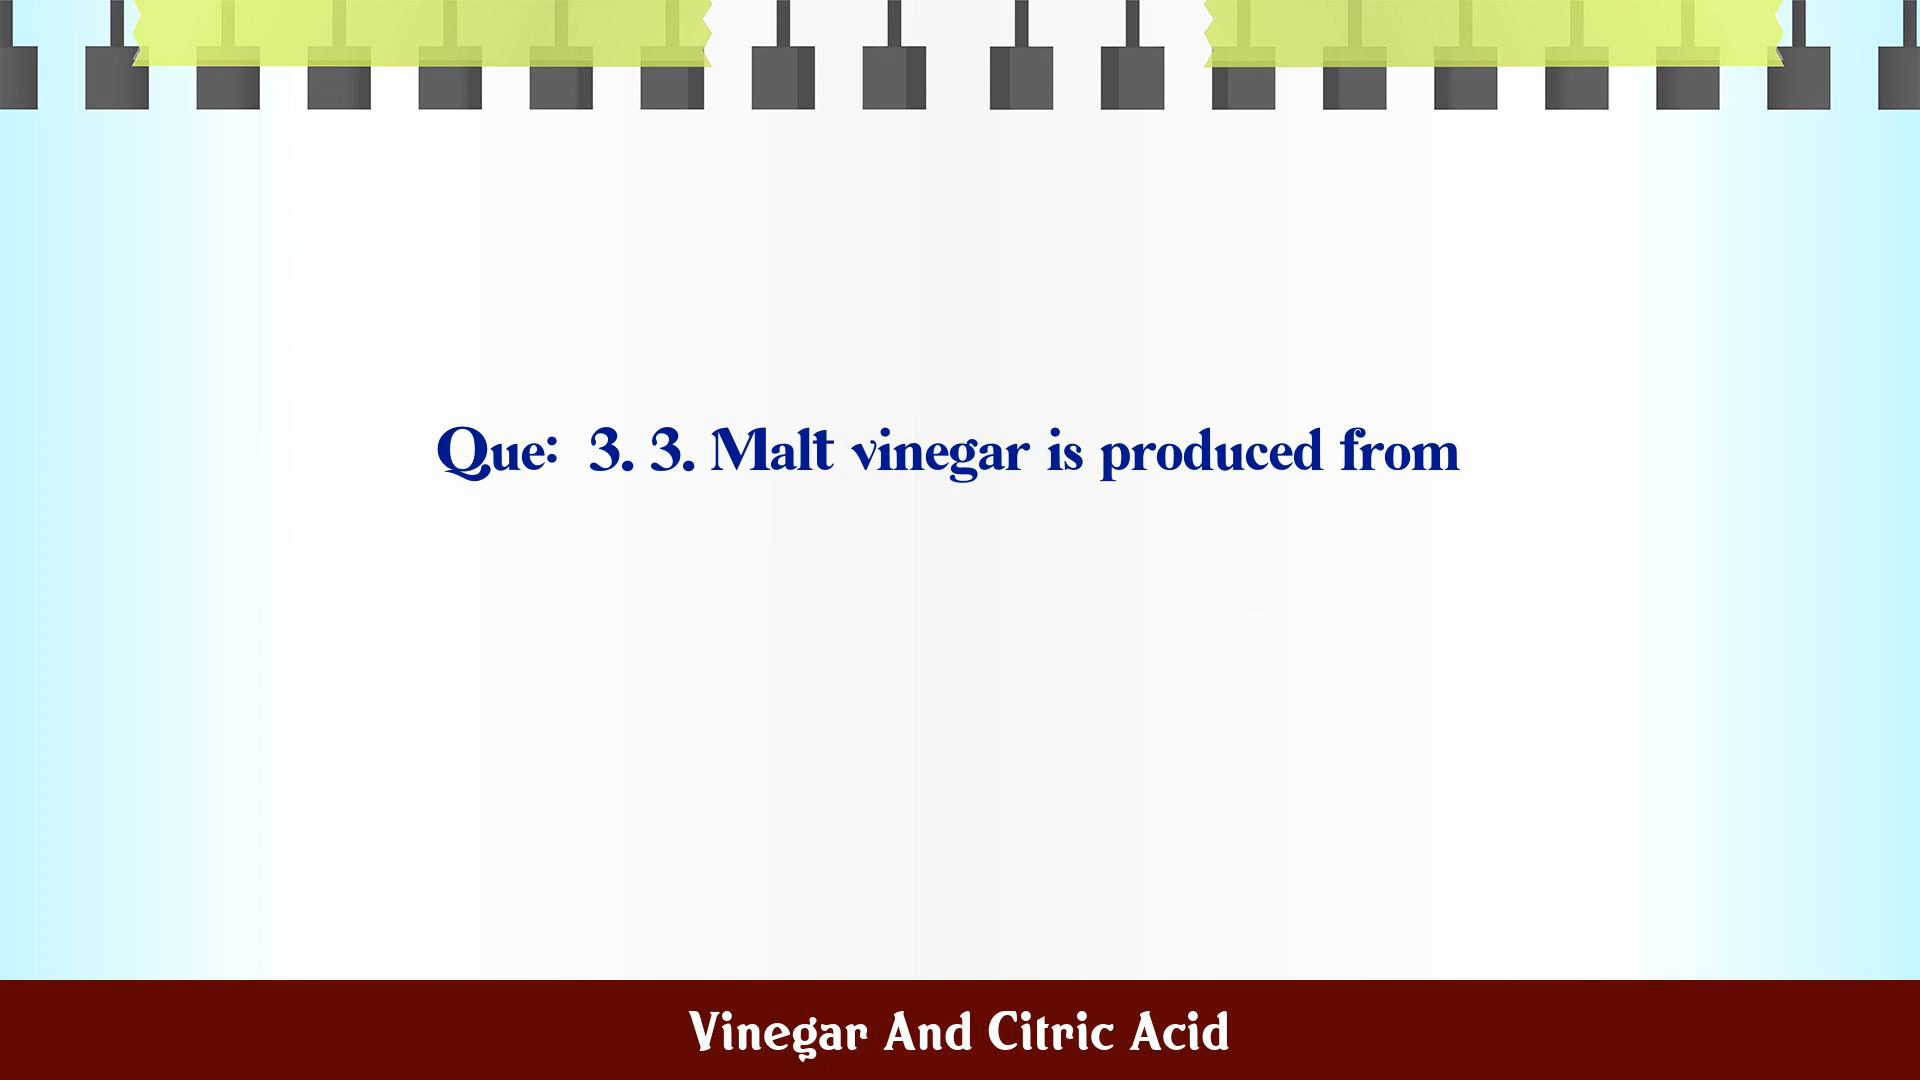 Que: 3. 3. Malt vinegar is produced from
Vinegar And Citric Acid